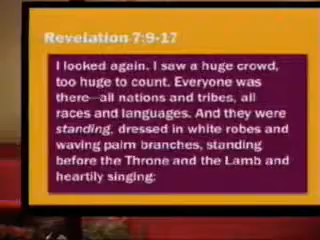 Revelation 7:9-17
I looked again. I saw a huge crowd,
too huge to count. Everyone was
there—all nations and tribes, all
races and languages. And they were
standing, dressed in white robes and
waving palm branches, standing
before the Throne and the Lamb and
heartily singing: